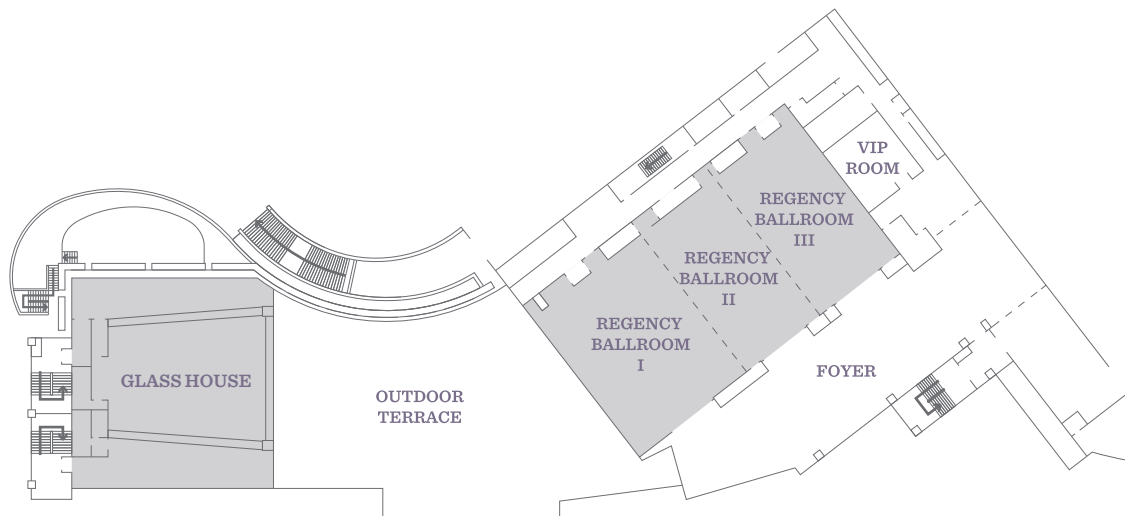 VIP
ROOM
REGENCY
BALLROOM
III
REGENCY
BALLROOM
II
REGENCY
BALLROOM
I
FOYER
GLASS HOUSE
OUTDOOR
TERRACE